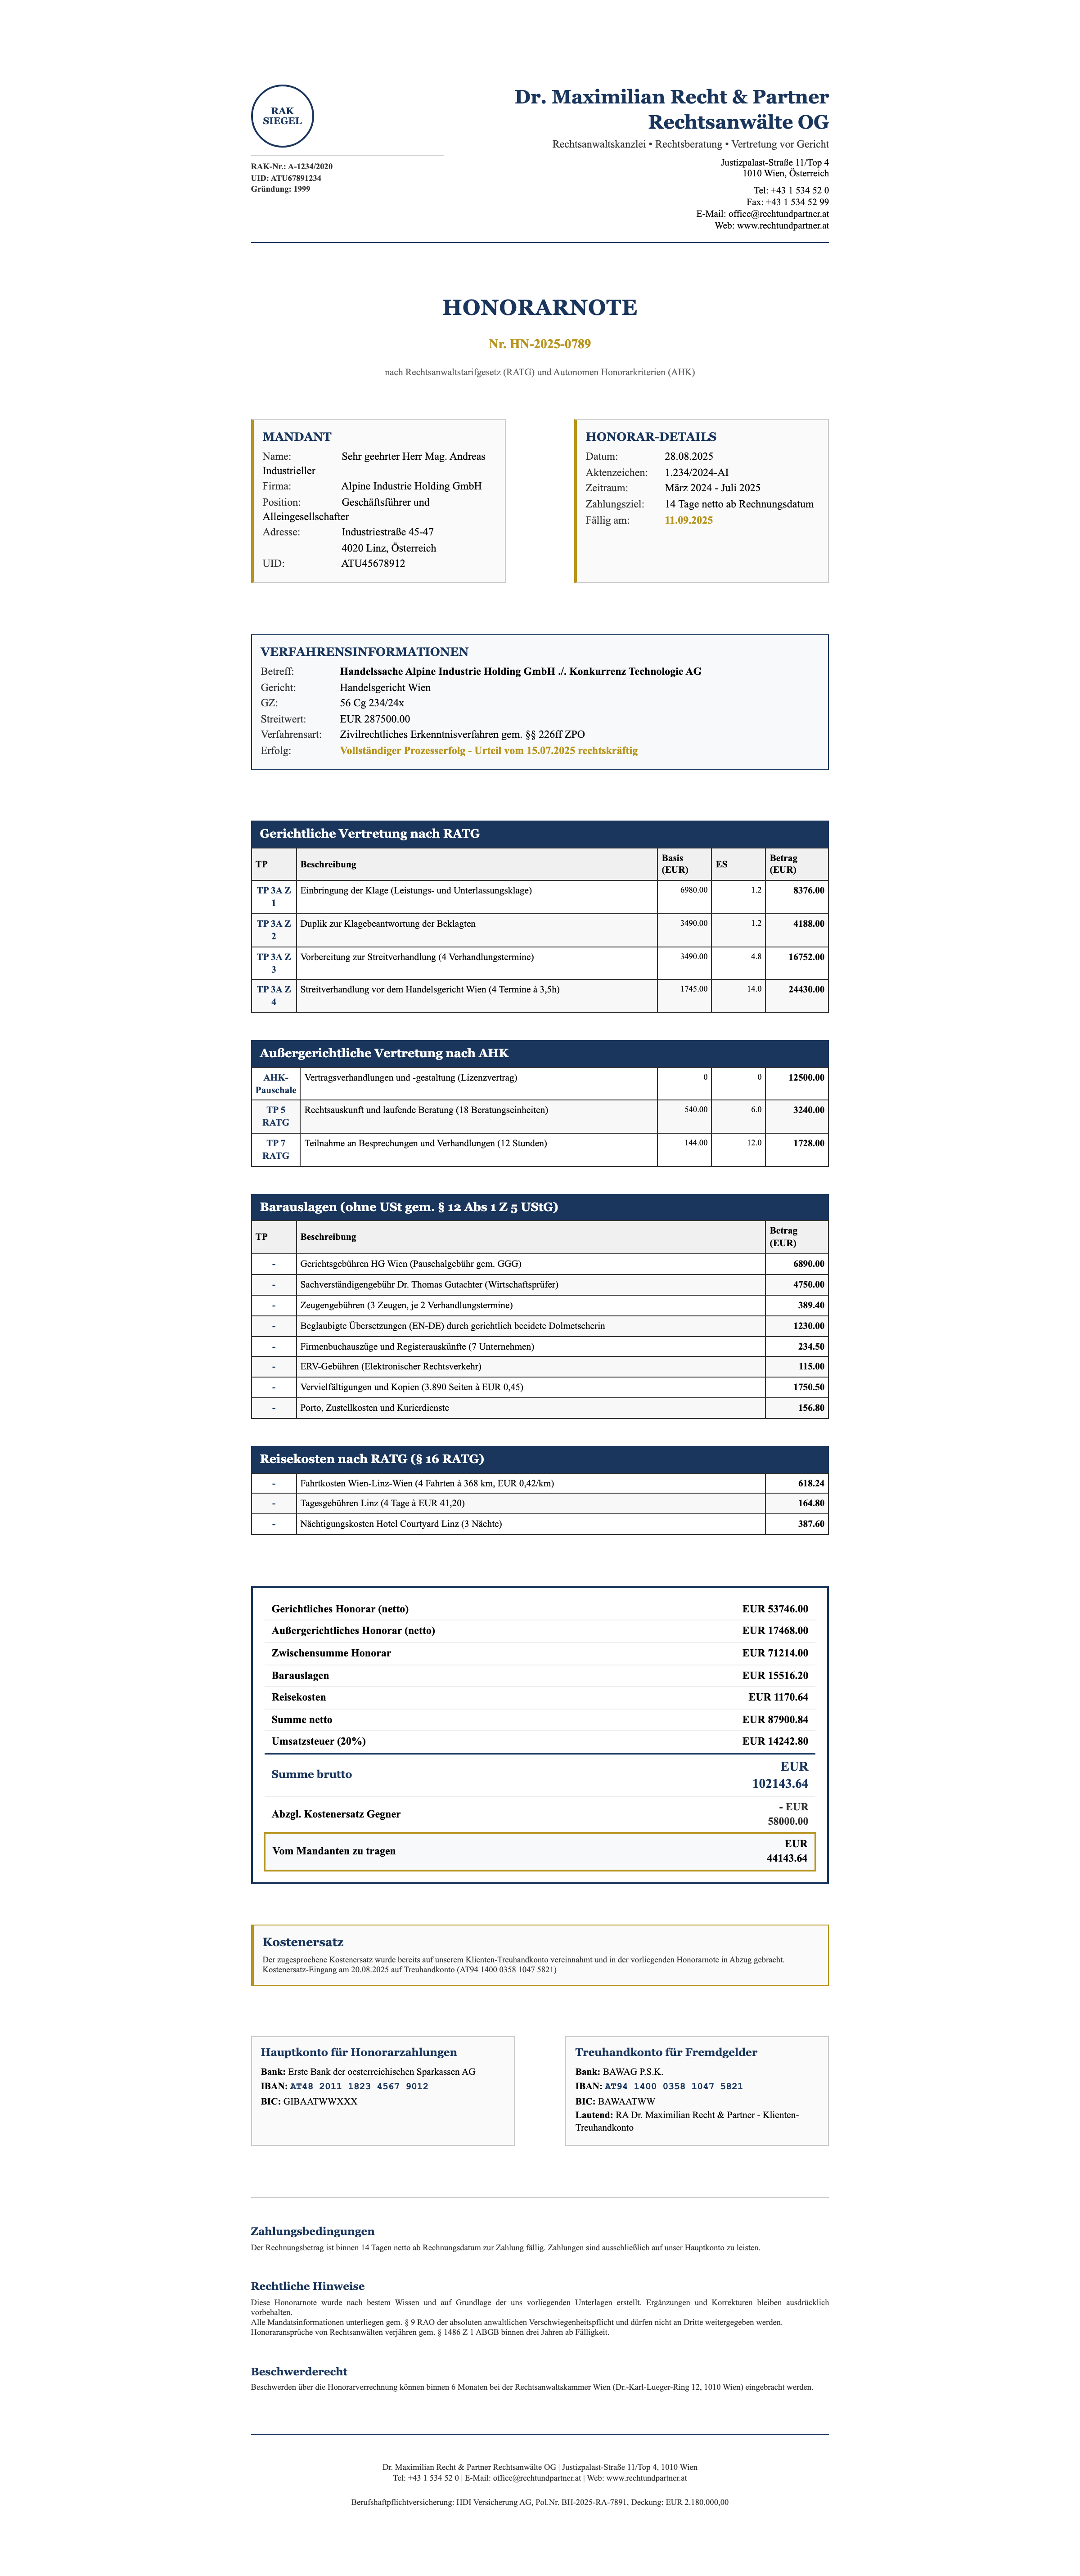 RAK
SIEGEL
RAK-Nr.: A-1234/2020
UID: ATU67891234
Gründung: 1999
Dr. Maximilian Recht & Partner
Rechtsanwälte OG
Rechtsanwaltskanzlei • Rechtsberatung • Vertretung vor Gericht
Justizpalast-Straße 11/Top 4
1010 Wien, Österreich
Tel: +43 1 534 52 0
Fax: +43 1 534 52 99
E-Mail: office@rechtundpartner.at
Web: www.rechtundpartner.at
HONORARNOTE
Nr. HN-2025-0789
nach Rechtsanwaltstarifgesetz (RATG) und Autonomen Honorarkriterien (AHK)
MANDANT
Name: Sehr geehrter Herr Mag. Andreas
Industrieller
Firma: Alpine Industrie Holding GmbH
Position: Geschäftsführer und
Alleingesellschafter
Adresse: Industriestraße 45-47
4020 Linz, Österreich
UID: ATU45678912
HONORAR-DETAILS
Datum: 28.08.2025
Aktenzeichen: 1.234/2024-AI
Zeitraum: März 2024 - Juli 2025
Zahlungsziel: 14 Tage netto ab Rechnungsdatum
Fällig am: 11.09.2025
VERFAHRENSINFORMATIONEN
Betreff: Handelssache Alpine Industrie Holding GmbH ./. Konkurrenz Technologie AG
Gericht: Handelsgericht Wien
GZ: 56 Cg 234/24x
Streitwert: EUR 287500.00
Verfahrensart: Zivilrechtliches Erkenntnisverfahren gem. §§ 226ff ZPO
Erfolg: Vollständiger Prozesserfolg - Urteil vom 15.07.2025 rechtskräftig
Gerichtliche Vertretung nach RATG
TP Beschreibung Basis (EUR) ES Betrag (EUR)
TP 3A Z 1 Einbringung der Klage (Leistungs- und Unterlassungsklage) 6980.00 1.2 8376.00
TP 3A Z 2 Duplik zur Klagebeantwortung der Beklagten 3490.00 1.2 4188.00
TP 3A Z 3 Vorbereitung zur Streitverhandlung (4 Verhandlungstermine) 3490.00 4.8 16752.00
TP 3A Z 4 Streitverhandlung vor dem Handelsgericht Wien (4 Termine à 3,5h) 1745.00 14.0 24430.00
Außergerichtliche Vertretung nach AHK
AHK-Pauschale Vertragsverhandlungen und -gestaltung (Lizenzvertrag) 0 0 12500.00
TP 5 RATG Rechtsauskunft und laufende Beratung (18 Beratungseinheiten) 540.00 6.0 3240.00
TP 7 RATG Teilnahme an Besprechungen und Verhandlungen (12 Stunden) 144.00 12.0 1728.00
Barauslagen (ohne USt gem. § 12 Abs 1 Z 5 UStG)
TP Beschreibung Betrag (EUR)
- Gerichtsgebühren HG Wien (Pauschalgebühr gem. GGG) 6890.00
- Sachverständigengebühr Dr. Thomas Gutachter (Wirtschaftsprüfer) 4750.00
- Zeugengebühren (3 Zeugen, je 2 Verhandlungstermine) 389.40
- Beglaubigte Übersetzungen (EN-DE) durch gerichtlich beeidete Dolmetscherin 1230.00
- Firmenbuchauszüge und Registerauskünfte (7 Unternehmen) 234.50
- ERV-Gebühren (Elektronischer Rechtsverkehr) 115.00
- Vervielfältigungen und Kopien (3.890 Seiten à EUR 0,45) 1750.50
- Porto, Zustellkosten und Kurierdienste 156.80
Reisekosten nach RATG (§ 16 RATG)
- Fahrtkosten Wien-Linz-Wien (4 Fahrten à 368 km, EUR 0,42/km) 618.24
- Tagesgebühren Linz (4 Tage à EUR 41,20) 164.80
- Nächtigungskosten Hotel Courtyard Linz (3 Nächte) 387.60
Gerichtliches Honorar (netto) EUR 53746.00
Außergerichtliches Honorar (netto) EUR 17468.00
Zwischensumme Honorar EUR 71214.00
Barauslagen EUR 15516.20
Reisekosten EUR 1170.64
Summe netto EUR 87900.84
Umsatzsteuer (20%) EUR 14242.80
Summe brutto EUR 102143.64
Abzgl. Kostenersatz Gegner - EUR 58000.00
Vom Mandanten zu tragen EUR 44143.64
Kostenersatz
Der zugesprochene Kostenersatz wurde bereits auf unserem Klienten-Treuhandkonto vereinnahmt und in der vorliegenden Honorarnote in Abzug gebracht.
Kostenersatz-Eingang am 20.08.2025 auf Treuhandkonto (AT94 1400 0358 1047 5821)
Hauptkonto für Honorarzahlungen
Bank: Erste Bank der oesterreichischen Sparkassen AG
IBAN: AT48 2011 1823 4567 9012
BIC: GIBAATWWXXX
Treuhandkonto für Fremdgelder
Bank: BAWAG P.S.K.
IBAN: AT94 1400 0358 1047 5821
BIC: BAWAATWW
Lautend: RA Dr. Maximilian Recht & Partner - Klienten-
Treuhandkonto
Zahlungsbedingungen
Der Rechnungsbetrag ist binnen 14 Tagen netto ab Rechnungsdatum zur Zahlung fällig. Zahlungen sind ausschließlich auf unser Hauptkonto zu leisten.
Rechtliche Hinweise
Diese Honorarnote wurde nach bestem Wissen und auf Grundlage der uns vorliegenden Unterlagen erstellt. Ergänzungen und Korrekturen bleiben ausdrücklich
vorbehalten.
Alle Mandatsinformationen unterliegen gem. § 9 RAO der absoluten anwaltlichen Verschwiegenheitspflicht und dürfen nicht an Dritte weitergegeben werden.
Honoraransprüche von Rechtsanwälten verjähren gem. § 1486 Z 1 ABGB binnen drei Jahren ab Fälligkeit.
Beschwerderecht
Beschwerden über die Honorarverrechnung können binnen 6 Monaten bei der Rechtsanwaltskammer Wien (Dr.-Karl-Lueger-Ring 12, 1010 Wien) eingebracht werden.
Dr. Maximilian Recht & Partner Rechtsanwälte OG | Justizpalast-Straße 11/Top 4, 1010 Wien
Tel: +43 1 534 52 0 | E-Mail: office@rechtundpartner.at | Web: www.rechtundpartner.at
Berufshaftpflichtversicherung: HDI Versicherung AG, Pol.Nr. BH-2025-RA-7891, Deckung: EUR 2.180.000,00